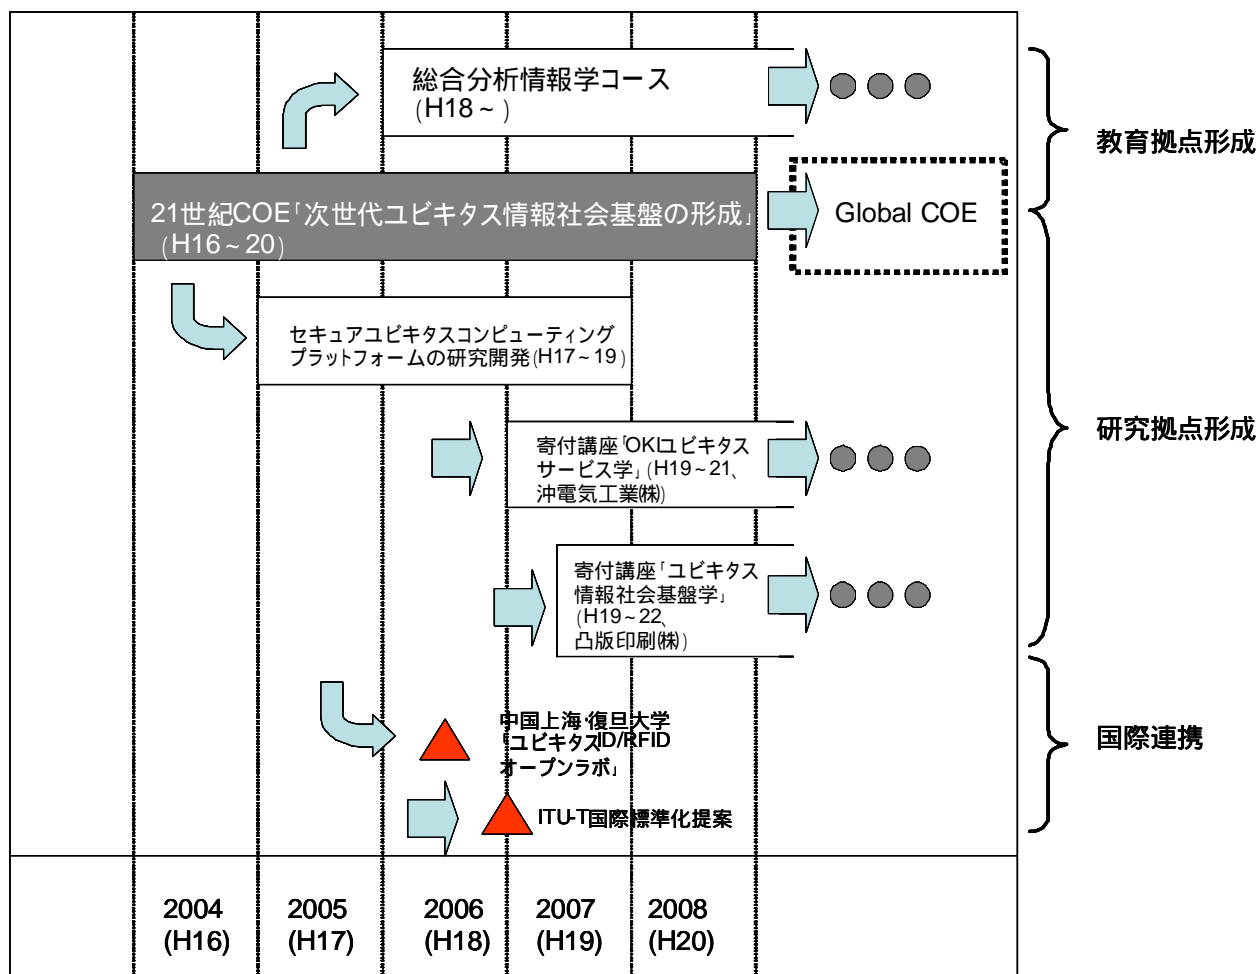 総合分析情報学コース
(H18~ )
教育拠点形成
21世紀COE「次世代ユビキタス情報社会基盤の形成」
(H16~20)
Global COE
セキュアユビキタスコンピューティング
プラットフォームの研究開発(H17~19)
研究拠点形成
寄付講座「OKIユビキタス
サービス学」(H19~21、
沖電気工業㈱)
寄付講座「ユビキタス
情報社会基盤学」
(H19~22、
凸版印刷㈱)
中国上海・復旦大学
「ユビキタスID/RFID
オープンラボ」
国際連携
ITU-T国際標準化提案
2004
(H16)
2005
(H17)
2006
(H18)
2007
(H19)
2008
(H20)